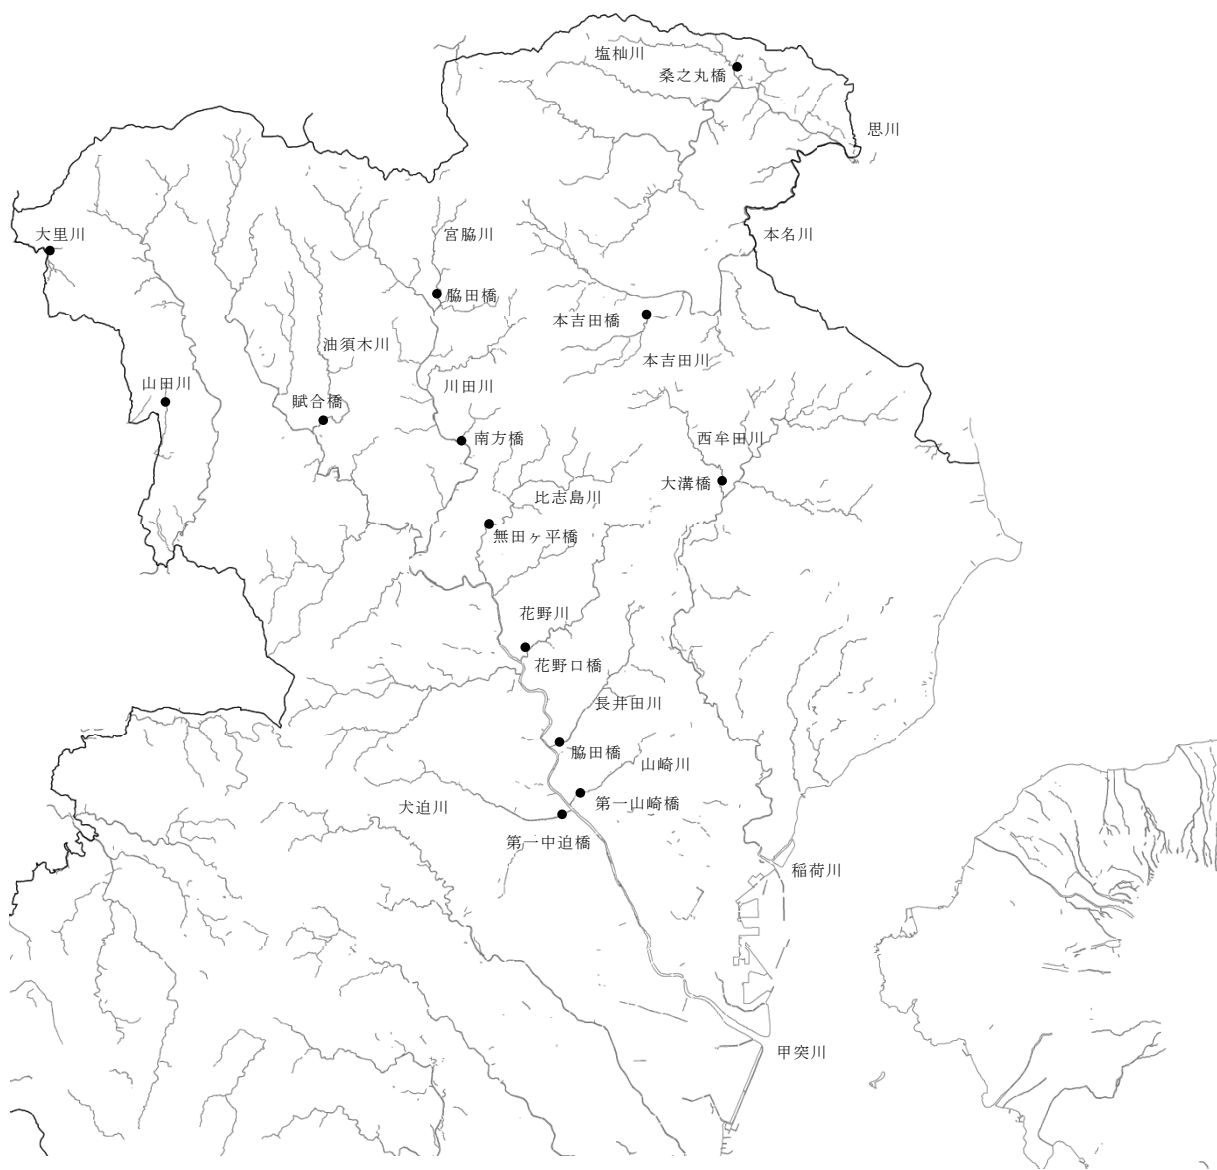 塩杣川
桑之丸橋
思川
大里川
宮脇川
本名川
脇田橋
本吉田橋
油須木川
本吉田川
山田川
川田川
賦合橋
南方橋
西牟田川
大溝橋
比志島川
無田ヶ平橋
花野川
花野口橋
長井田川
脇田橋
山崎川
犬迫川
第一山崎橋
第一中迫橋
稲荷川
甲突川